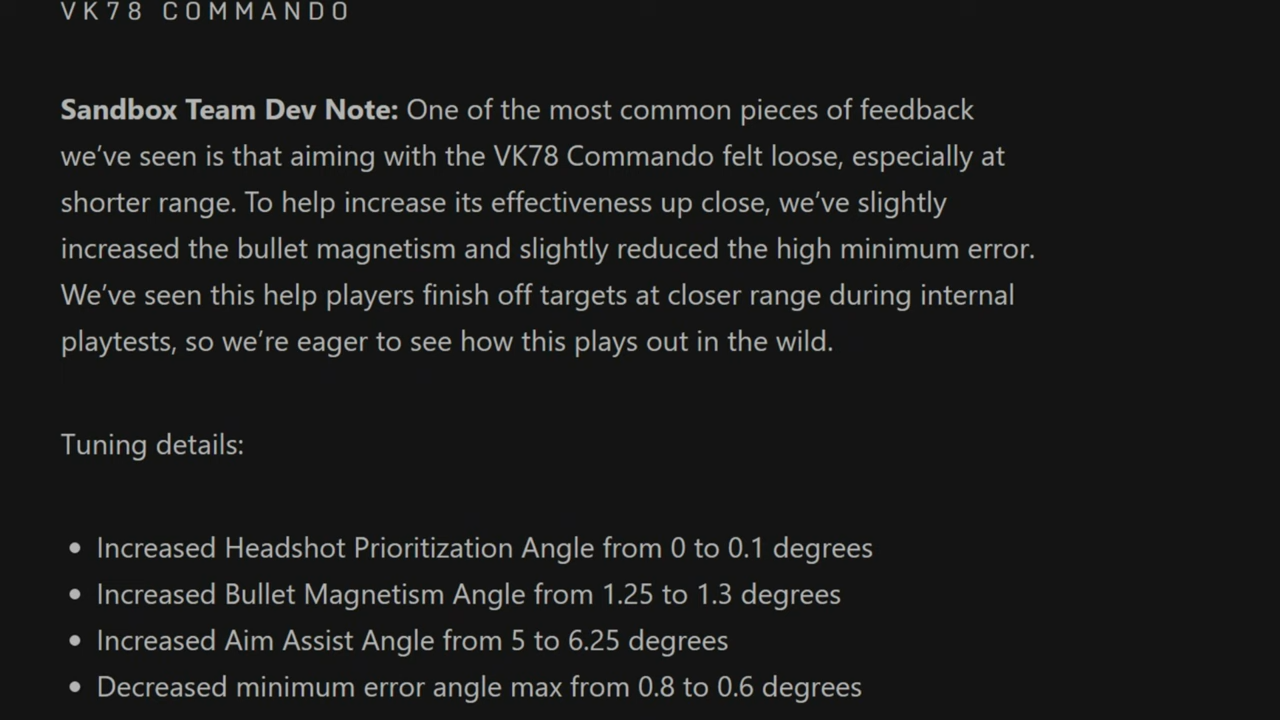 VK78 COMMANDO
Sandbox Team Dev Note: One of the most common pieces of feedback
we’ve seen is that aiming with the VK78 Commando felt loose, especially at
shorter range. To help increase its effectiveness up close, we’ve slightly
increased the bullet magnetism and slightly reduced the high minimum error.
We’ve seen this help players finish off targets at closer range during internal
playtests, so we’re eager to see how this plays out in the wild.
Tuning details:
• Increased Headshot Prioritization Angle from 0 to 0.1 degrees
• Increased Bullet Magnetism Angle from 1.25 to 1.3 degrees
• Increased Aim Assist Angle from 5 to 6.25 degrees
• Decreased minimum error angle max from 0.8 to 0.6 degrees